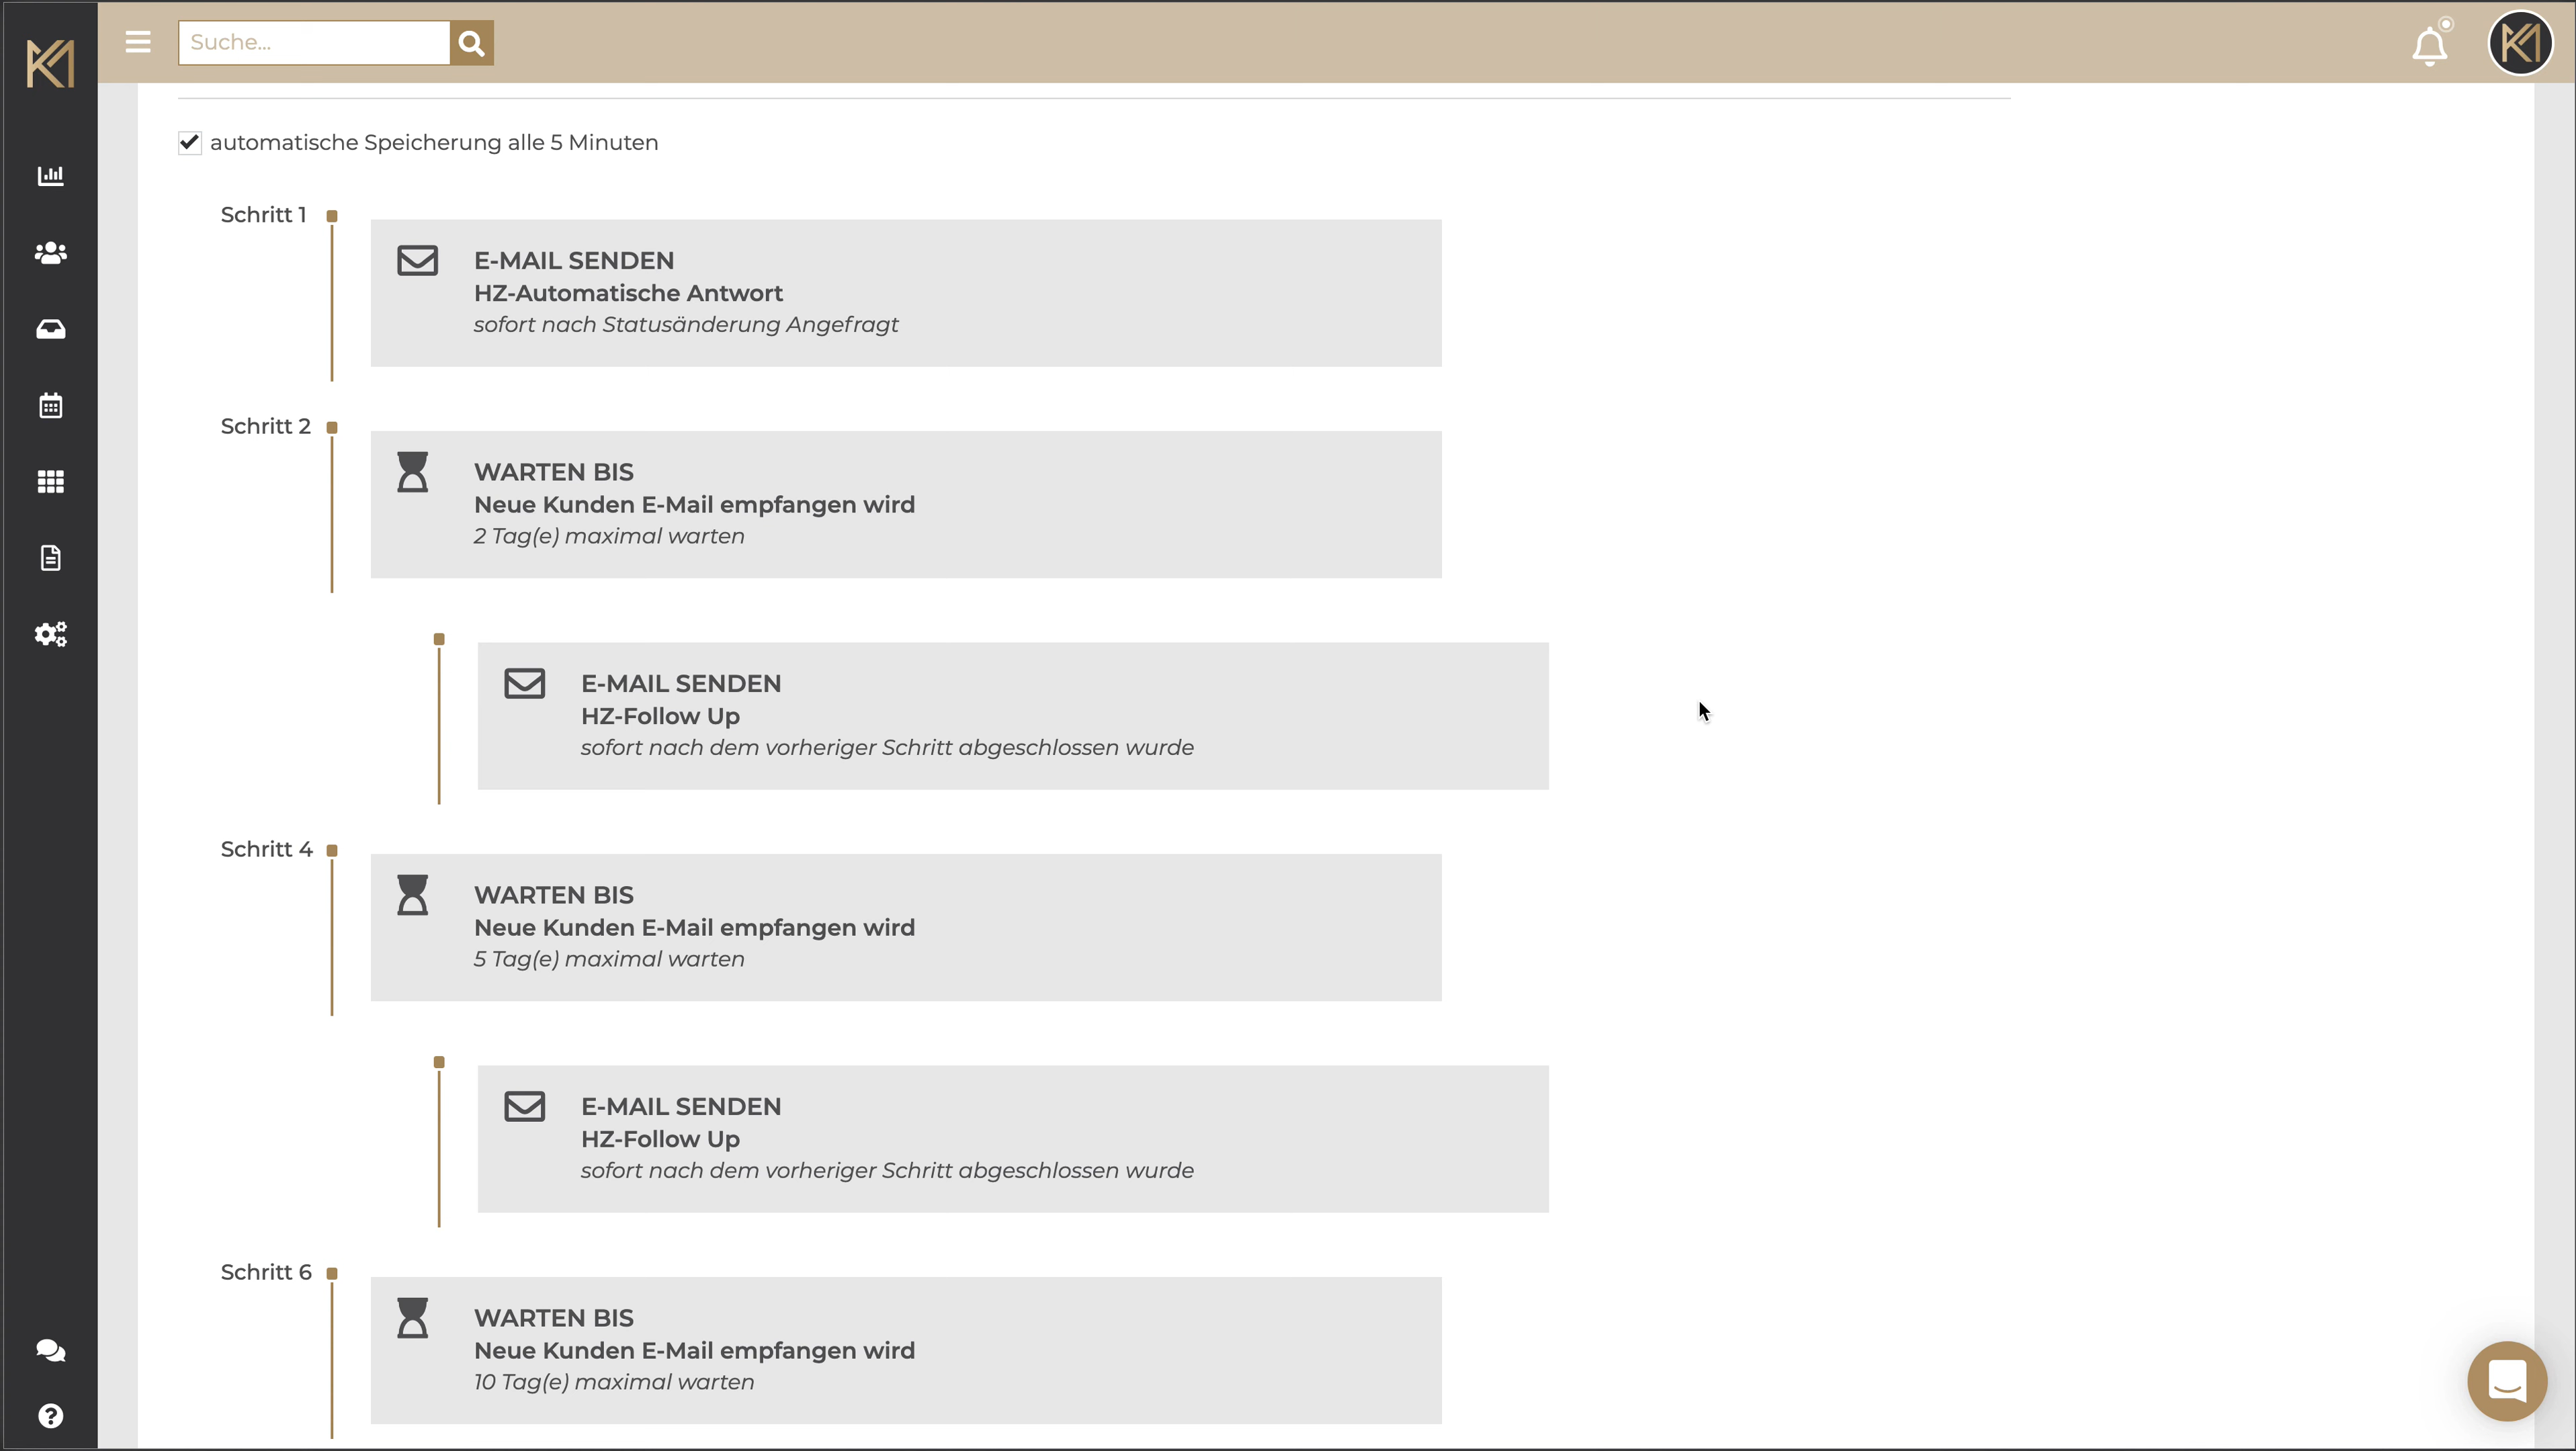 Suche...
automatische Speicherung alle 5 Minuten
Schritt 1
E-MAIL SENDEN
HZ-Automatische Antwort
sofort nach Statusänderung Angefragt
Schritt 2
WARTEN BIS
Neue Kunden E-Mail empfangen wird
2 Tag(e) maximal warten
E-MAIL SENDEN
HZ-Follow Up
sofort nach dem vorheriger Schritt abgeschlossen wurde
Schritt 4
WARTEN BIS
Neue Kunden E-Mail empfangen wird
5 Tag(e) maximal warten
E-MAIL SENDEN
HZ-Follow Up
sofort nach dem vorheriger Schritt abgeschlossen wurde
Schritt 6
WARTEN BIS
Neue Kunden E-Mail empfangen wird
10 Tag(e) maximal warten